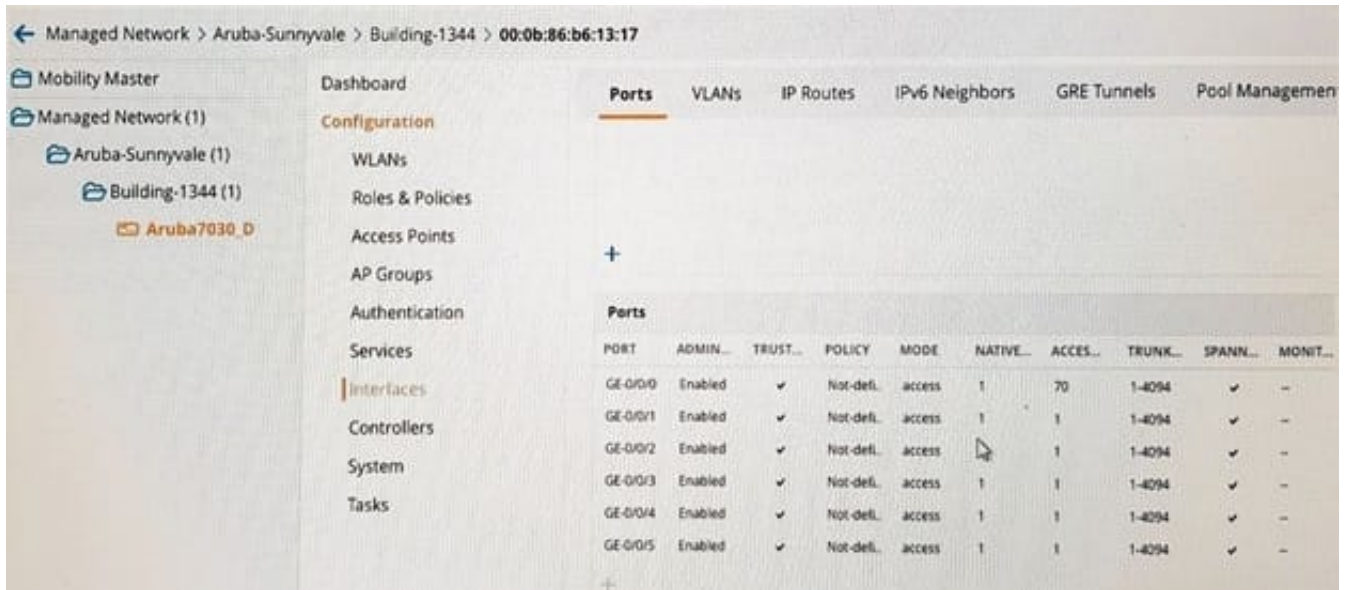 ← Managed Network > Aruba-Sunnyvale > Building-1344 > 00:0b:86:b6:13:17
Mobility Master
Managed Network (1)
Aruba-Sunnyvale (1)
Building-1344 (1)
Aruba7030_D
Dashboard
Configuration
WLANs
Roles & Policies
Access Points
AP Groups
Authentication
Services
Interfaces
Controllers
System
Tasks
Ports VLANs IP Routes IPv6 Neighbors GRE Tunnels Pool Managemen
+
Ports
PORT ADMIN... TRUST... POLICY MODE NATIVE... ACCES... TRUNK... SPANN... MONIT...
GE-0/0/0 Enabled ✔ Not-defi.. access 1 70 1-4094 ✔ --
GE-0/0/1 Enabled ✔ Not-defi.. access 1 1 1-4094 ✔ --
GE-0/0/2 Enabled ✔ Not-defi.. access 1 1-4094 ✔ --
GE-0/0/3 Enabled ✔ Not-defi.. access 1 1 1-4094 ✔ --
GE-0/0/4 Enabled ✔ Not-defi.. access 1 1 1-4094 ✔ --
GE-0/0/5 Enabled ✔ Not-defi.. access 1 1 1-4094 ✔ --
+